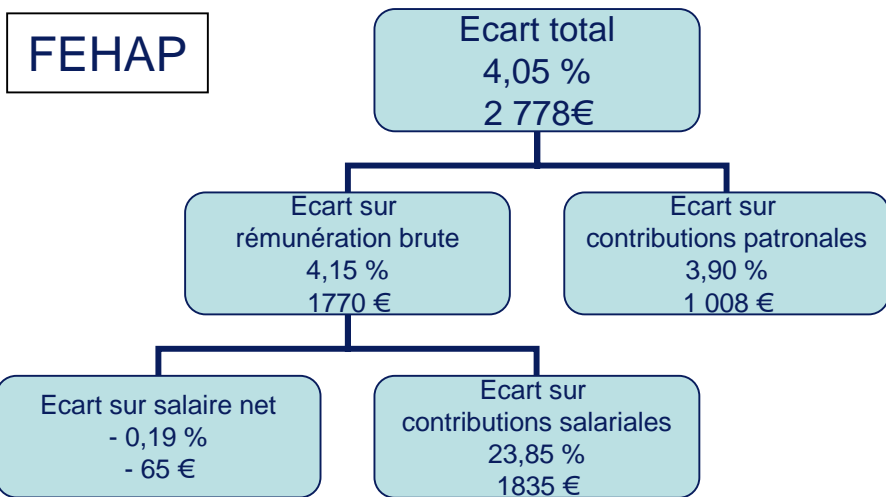 FEHAP
Ecart total
4,05 %
2 778€
Ecart sur
rémunération brute
4,15 %
1770 €
Ecart sur
contributions patronales
3,90 %
1 008 €
Ecart sur salaire net
- 0,19 %
- 65 €
Ecart sur
contributions salariales
23,85 %
1835 €